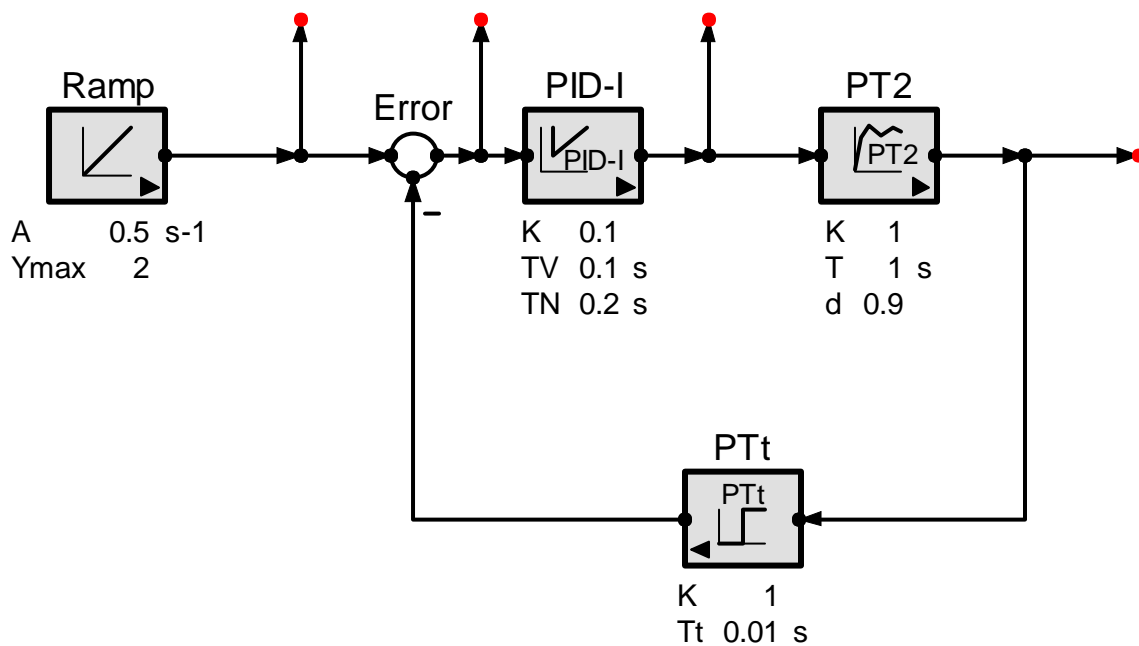 Ramp
Error
PID-I
PT2
PID-I
PT2
–
A 0.5 s-1
Ymax 2
K 0.1
TV 0.1 s
TN 0.2 s
K 1
T 1 s
d 0.9
PTt
PTt
K 1
Tt 0.01 s